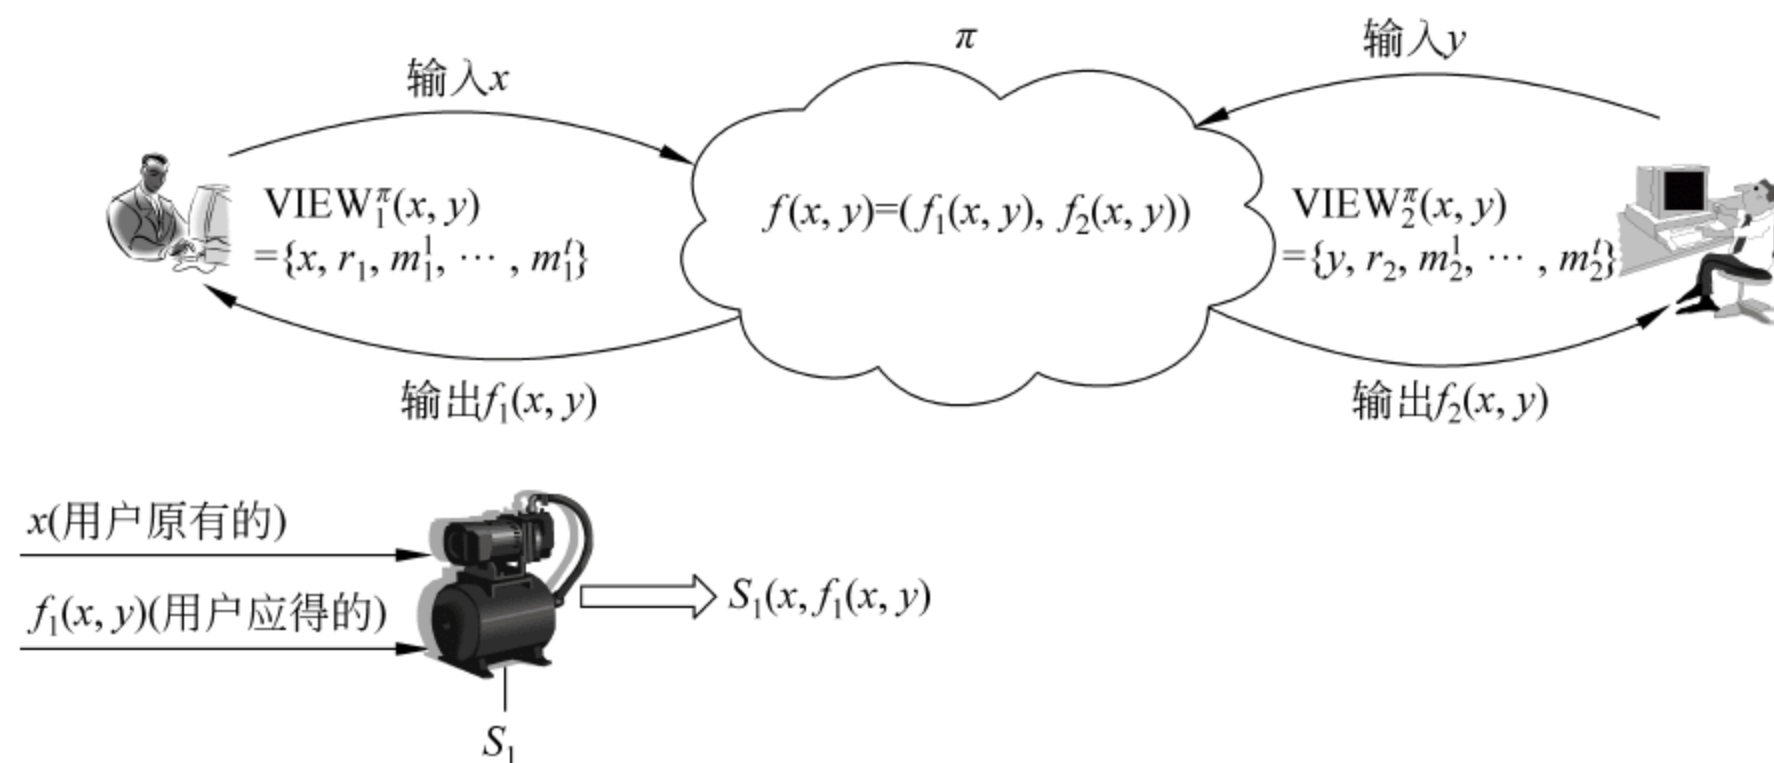 π
输入x
输入y
VIEW₁^π(x, y)
={x, r₁, m₁¹, ⋯ , m₁ᵗ}
f(x, y)=(f₁(x, y), f₂(x, y))
VIEW₂^π(x, y)
={y, r₂, m₂¹, ⋯ , m₂ᵗ}
输出f₁(x, y)
输出f₂(x, y)
x(用户原有的)
f₁(x, y)(用户应得的)
S₁(x, f₁(x, y)
S₁